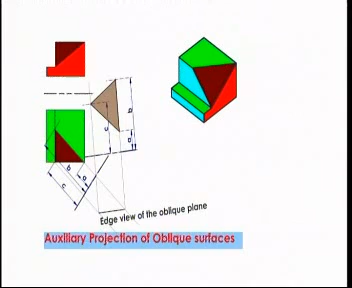 Edge view of the oblique plane
Auxiliary Projection of Oblique surfaces